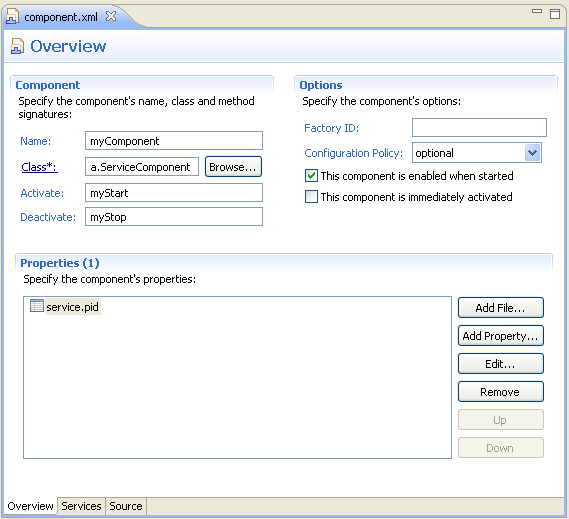 component.xml
Overview
Component
Specify the component's name, class and method
signatures:
Name: myComponent
Class*: a.ServiceComponent Browse...
Activate: myStart
Deactivate: myStop
Options
Specify the component's options:
Factory ID:
Configuration Policy: optional
This component is enabled when started
This component is immediately activated
Properties (1)
Specify the component's properties:
service.pid
Add File...
Add Property...
Edit...
Remove
Up
Down
Overview Services Source